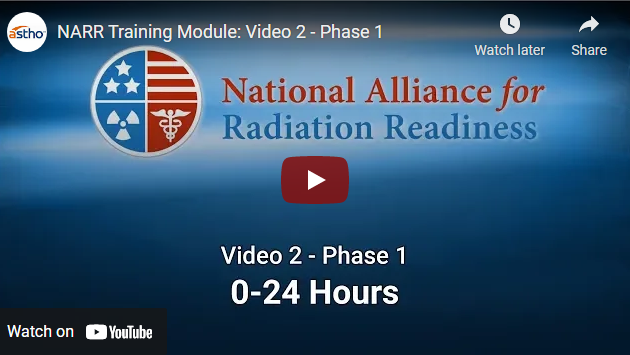 astho
NARR Training Module: Video 2 - Phase 1
Watch later
Share
National Alliance for
Radiation Readiness
Video 2 - Phase 1
0-24 Hours
Watch on YouTube